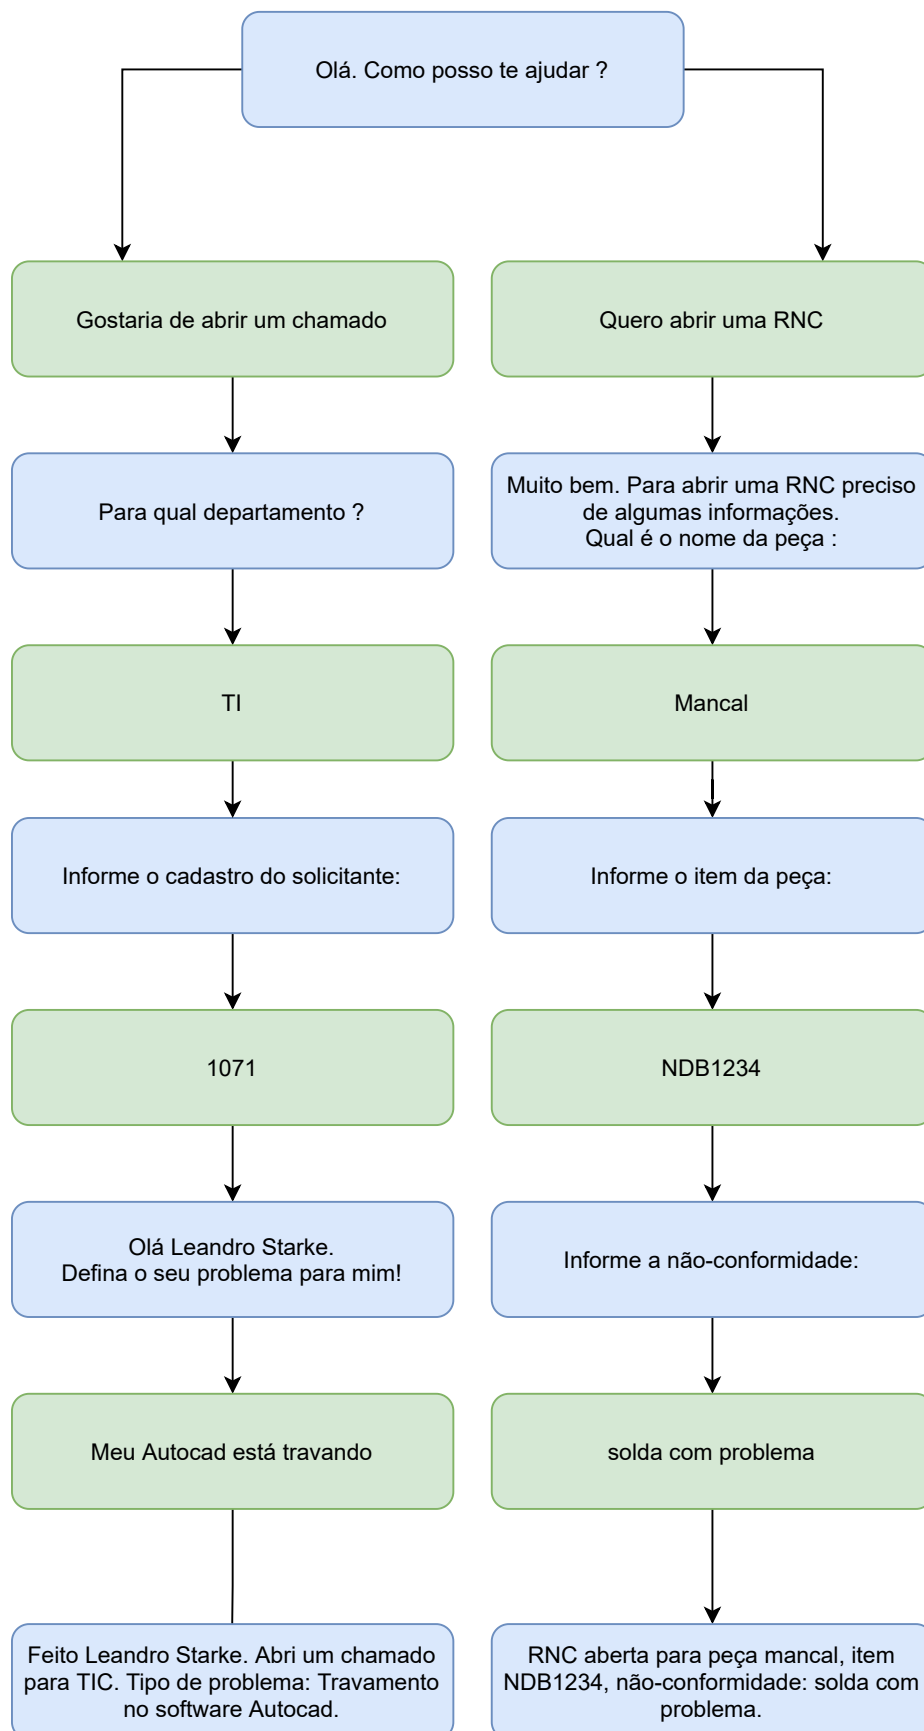 Olá. Como posso te ajudar ?
Gostaria de abrir um chamado
Quero abrir uma RNC
Para qual departamento ?
Muito bem. Para abrir uma RNC preciso
de algumas informações.
Qual é o nome da peça :
TI
Mancal
Informe o cadastro do solicitante:
Informe o item da peça:
1071
NDB1234
Olá Leandro Starke.
Defina o seu problema para mim!
Informe a não-conformidade:
Meu Autocad está travando
solda com problema
Feito Leandro Starke. Abri um chamado
para TIC. Tipo de problema: Travamento
no software Autocad.
RNC aberta para peça mancal, item
NDB1234, não-conformidade: solda com
problema.